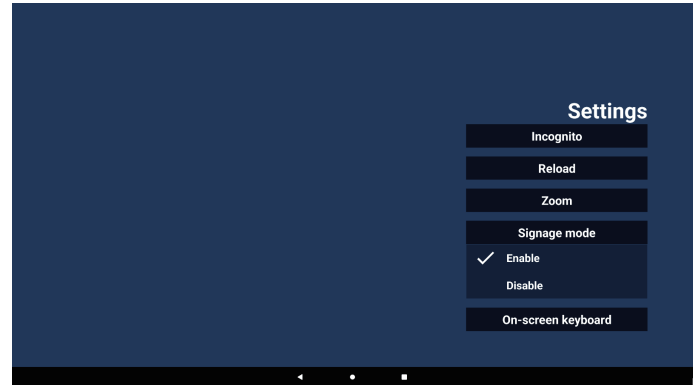 Settings
Incognito
Reload
Zoom
Signage mode
Enable
Disable
On-screen keyboard